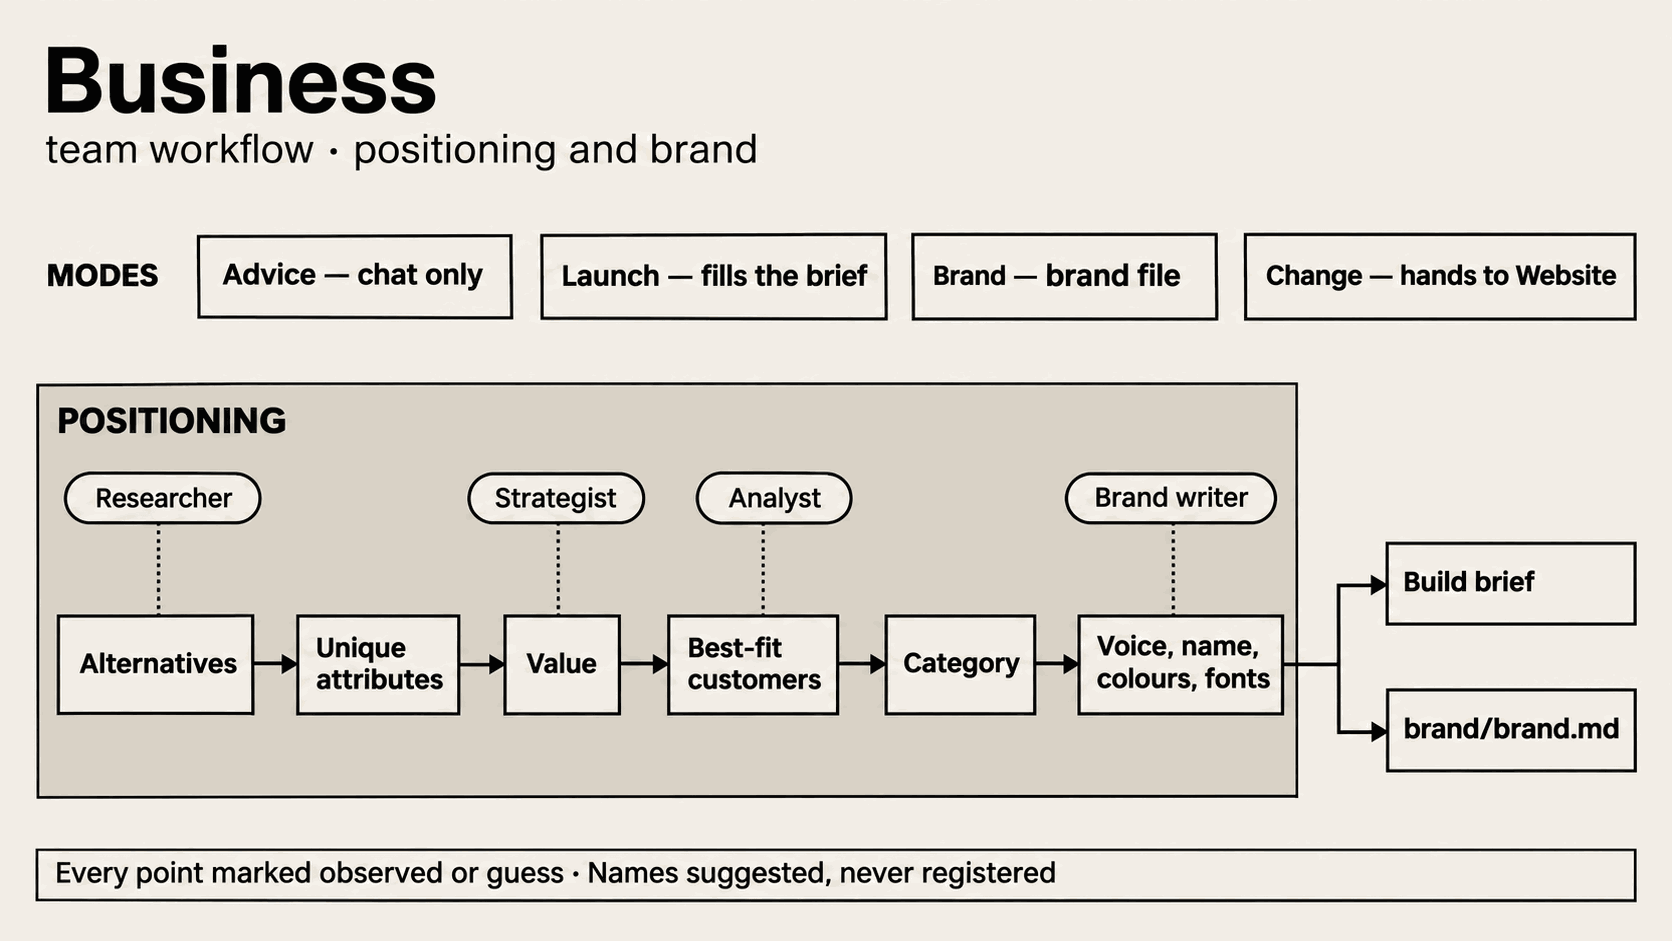 Business
team workflow · positioning and brand
MODES
Advice — chat only
Launch — fills the brief
Brand — brand file
Change — hands to Website
POSITIONING
Researcher
Strategist
Analyst
Brand writer
Alternatives
Unique
attributes
Value
Best-fit
customers
Category
Voice, name,
colours, fonts
Build brief
brand/brand.md
Every point marked observed or guess · Names suggested, never registered